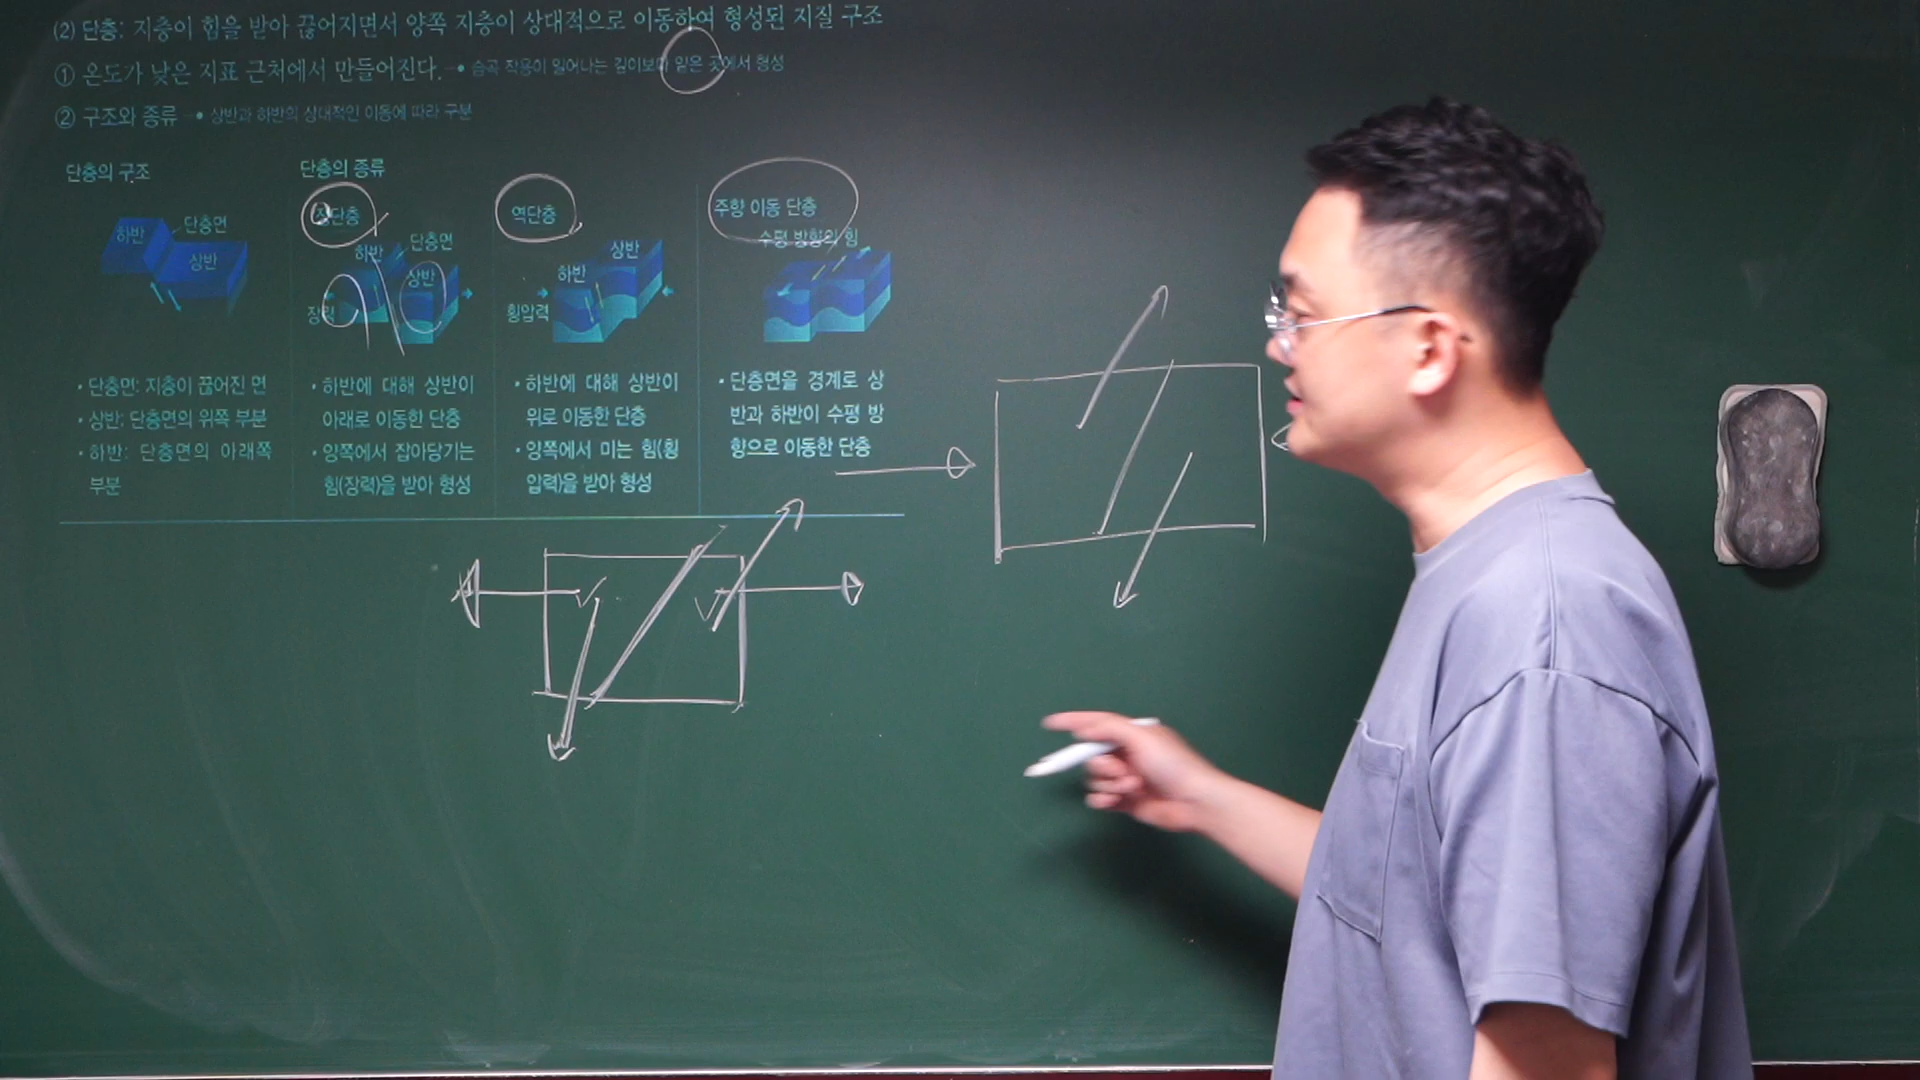 (2) 단층: 지층이 힘을 받아 끊어지면서 양쪽 지층이 상대적으로 이동하여 형성된 지질 구조
① 온도가 낮은 지표 근처에서 만들어진다. • 습곡 작용이 일어나는 깊이보다 얕은 곳에서 형성
② 구조와 종류 • 상반과 하반의 상대적인 이동에 따라 구분
단층의 구조
하반
단층면
상반
• 단층면: 지층이 끊어진 면
• 상반: 단층면의 위쪽 부분
• 하반: 단층면의 아래쪽
부분
단층의 종류
정단층
하반
단층면
상반
장력
• 하반에 대해 상반이
아래로 이동한 단층
• 양쪽에서 잡아당기는
힘(장력)을 받아 형성
역단층
상반
하반
횡압력
• 하반에 대해 상반이
위로 이동한 단층
• 양쪽에서 미는 힘(횡
압력)을 받아 형성
주향 이동 단층
수평 방향의 힘
• 단층면을 경계로 상
반과 하반이 수평 방
향으로 이동한 단층